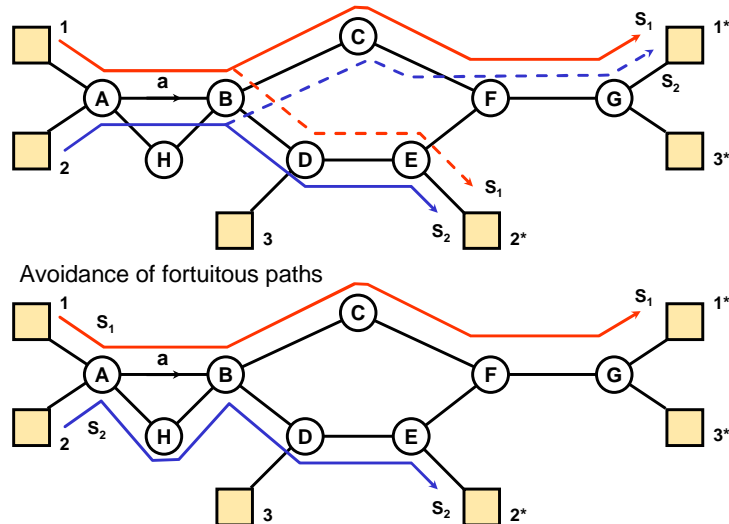 1
S₁
1*
C
a
S₂
A
B
F
G
2
H
D
E
3*
S₁
3
S₂
2*
Avoidance of fortuitous paths
1
S₁
1*
S₁
C
a
A
B
F
G
2
S₂
H
D
E
3*
3
S₂
2*